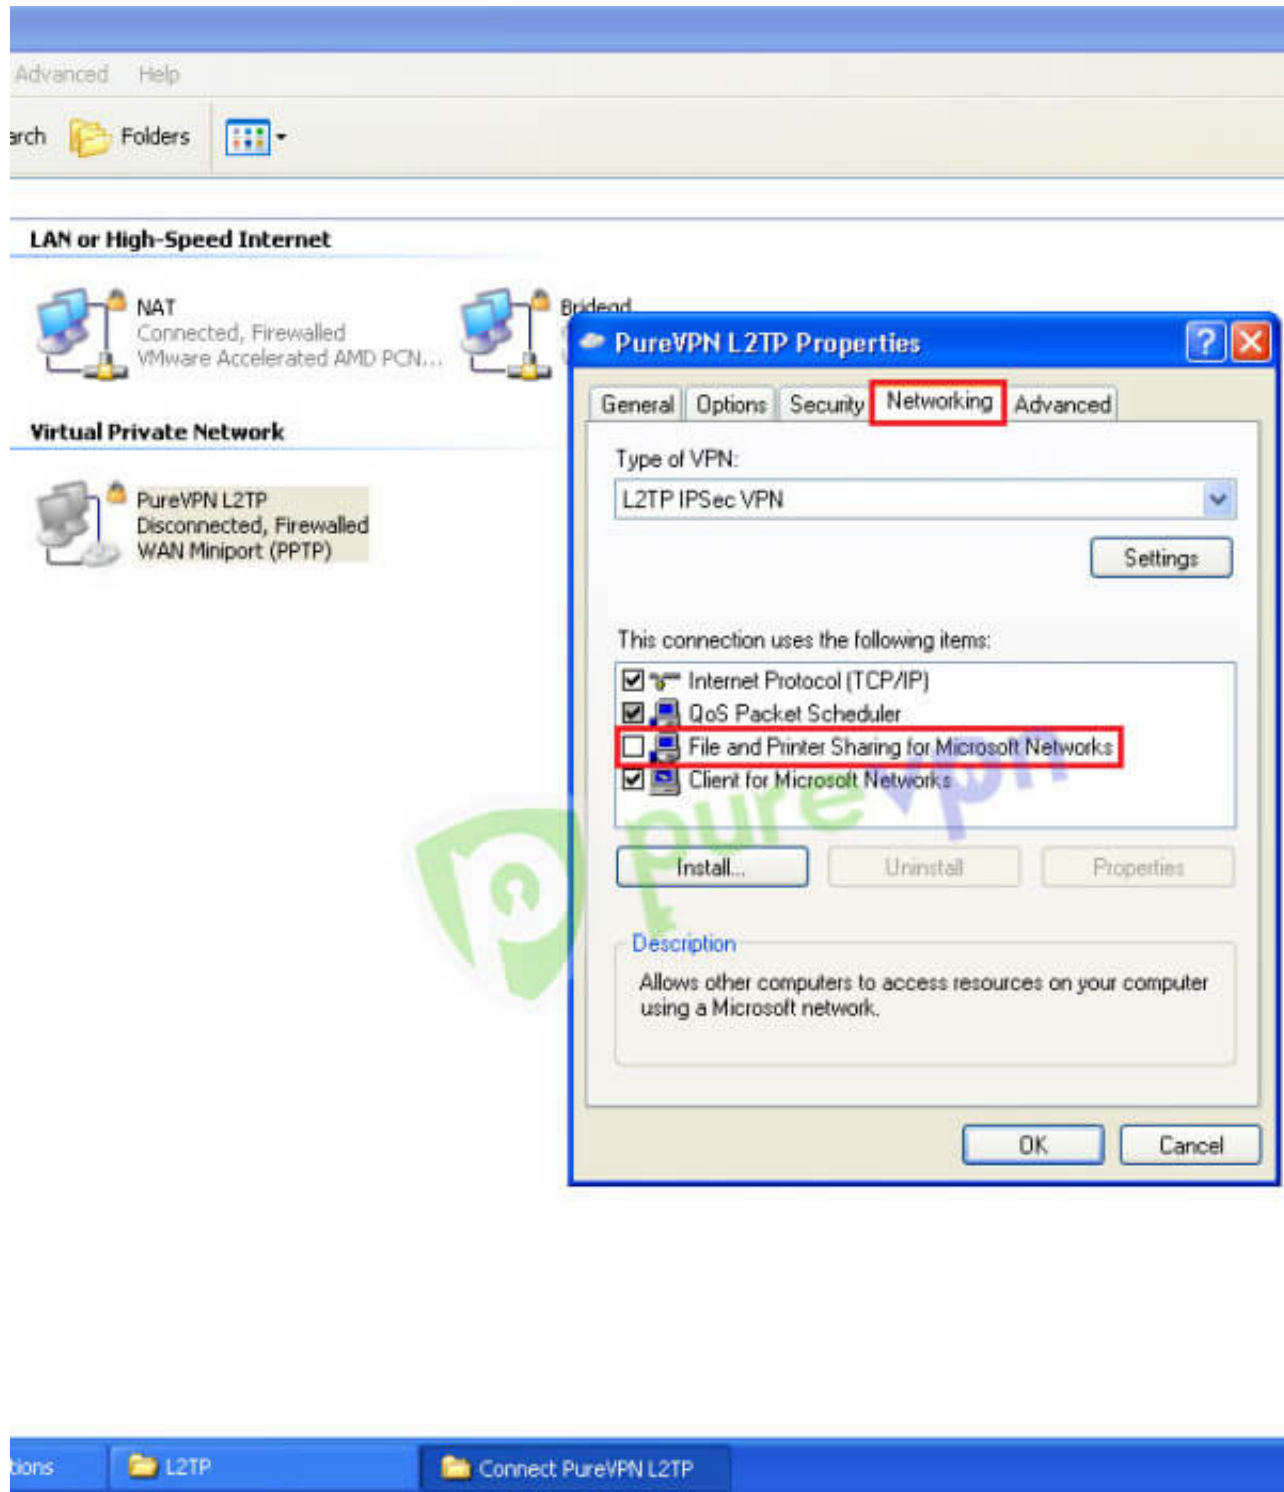 Advanced Help
arch Folders
LAN or High-Speed Internet
NAT
Connected, Firewalled
VMware Accelerated AMD PCN...
Bridged
PureVPN L2TP Properties
General Options Security Networking Advanced
Virtual Private Network
PureVPN L2TP
Disconnected, Firewalled
WAN Miniport (PPTP)
Type of VPN:
L2TP IPSec VPN
Settings
This connection uses the following items:
Internet Protocol (TCP/IP)
QoS Packet Scheduler
File and Printer Sharing for Microsoft Networks
Client for Microsoft Networks
purevpn
Install... Uninstall Properties
Description
Allows other computers to access resources on your computer
using a Microsoft network.
OK Cancel
tions L2TP Connect PureVPN L2TP